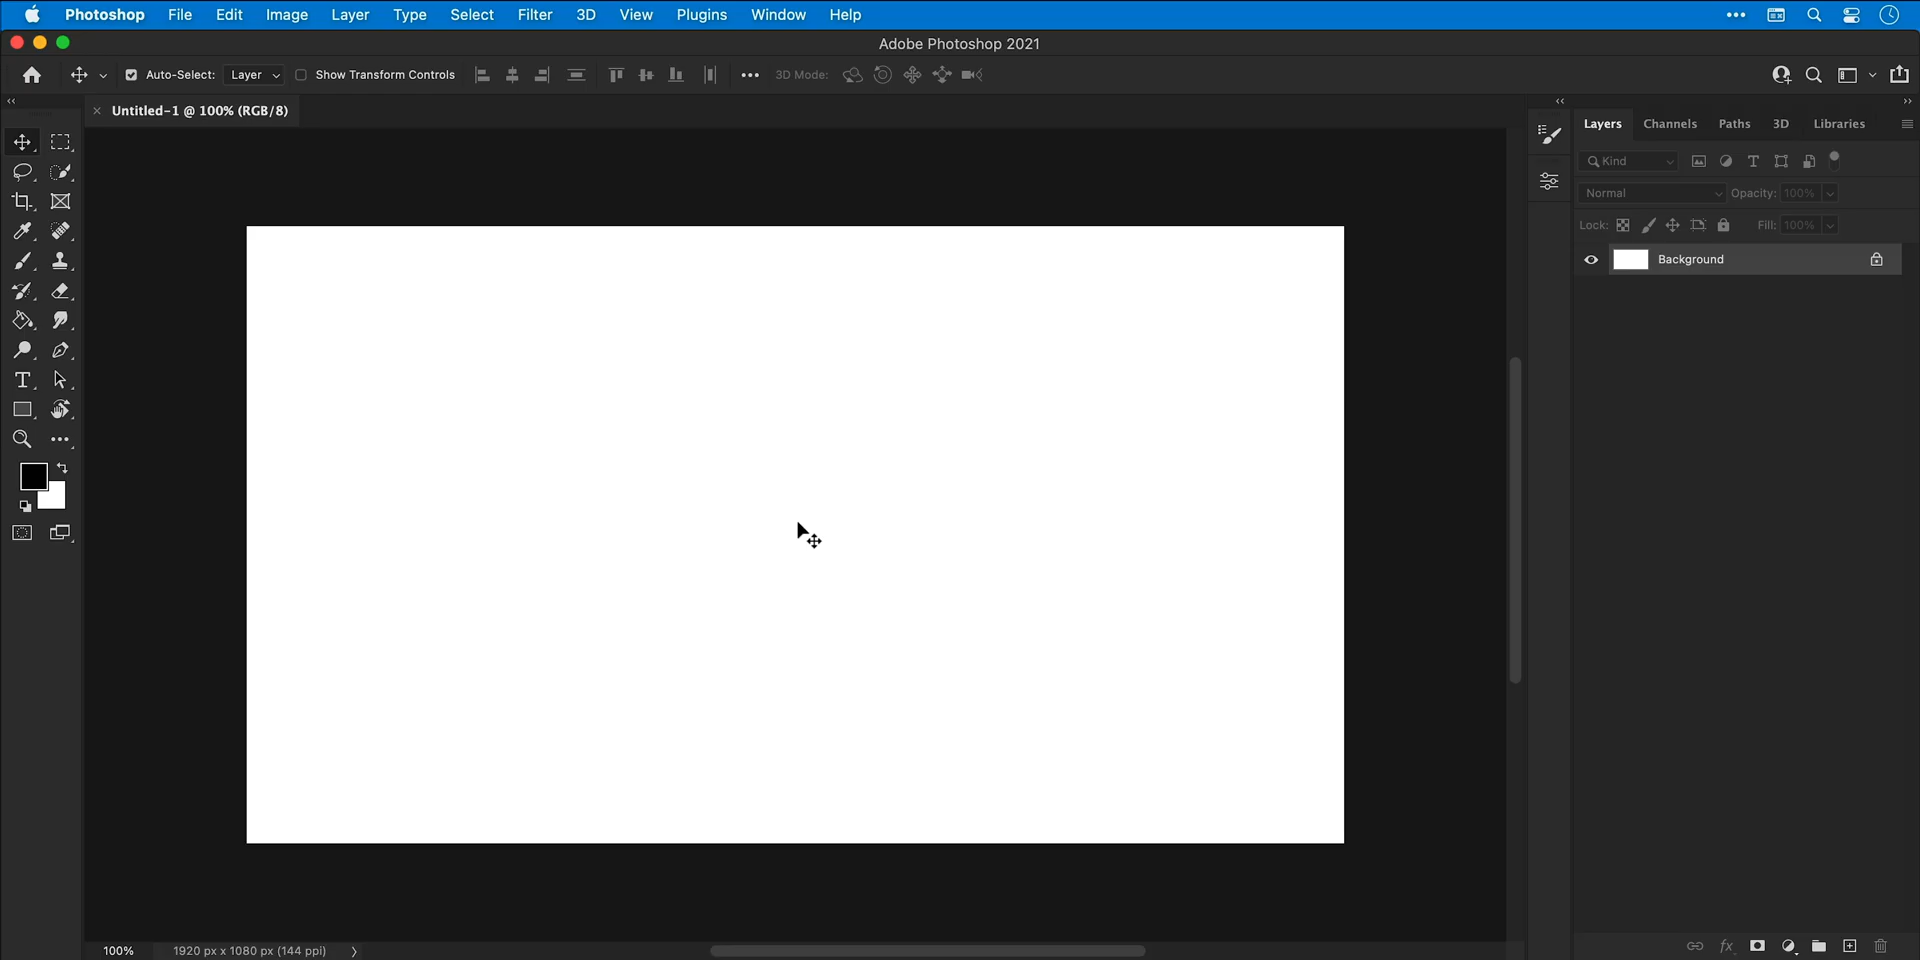 Photoshop File Edit Image Layer Type Select Filter 3D View Plugins Window Help
Adobe Photoshop 2021
Auto-Select: Layer Show Transform Controls 3D Mode:
Untitled-1 @ 100% (RGB/8)
Layers Channels Paths 3D Libraries
Kind
Normal Opacity: 100%
Lock: Fill: 100%
Background
T
fx
100% 1920 px x 1080 px (144 ppi)